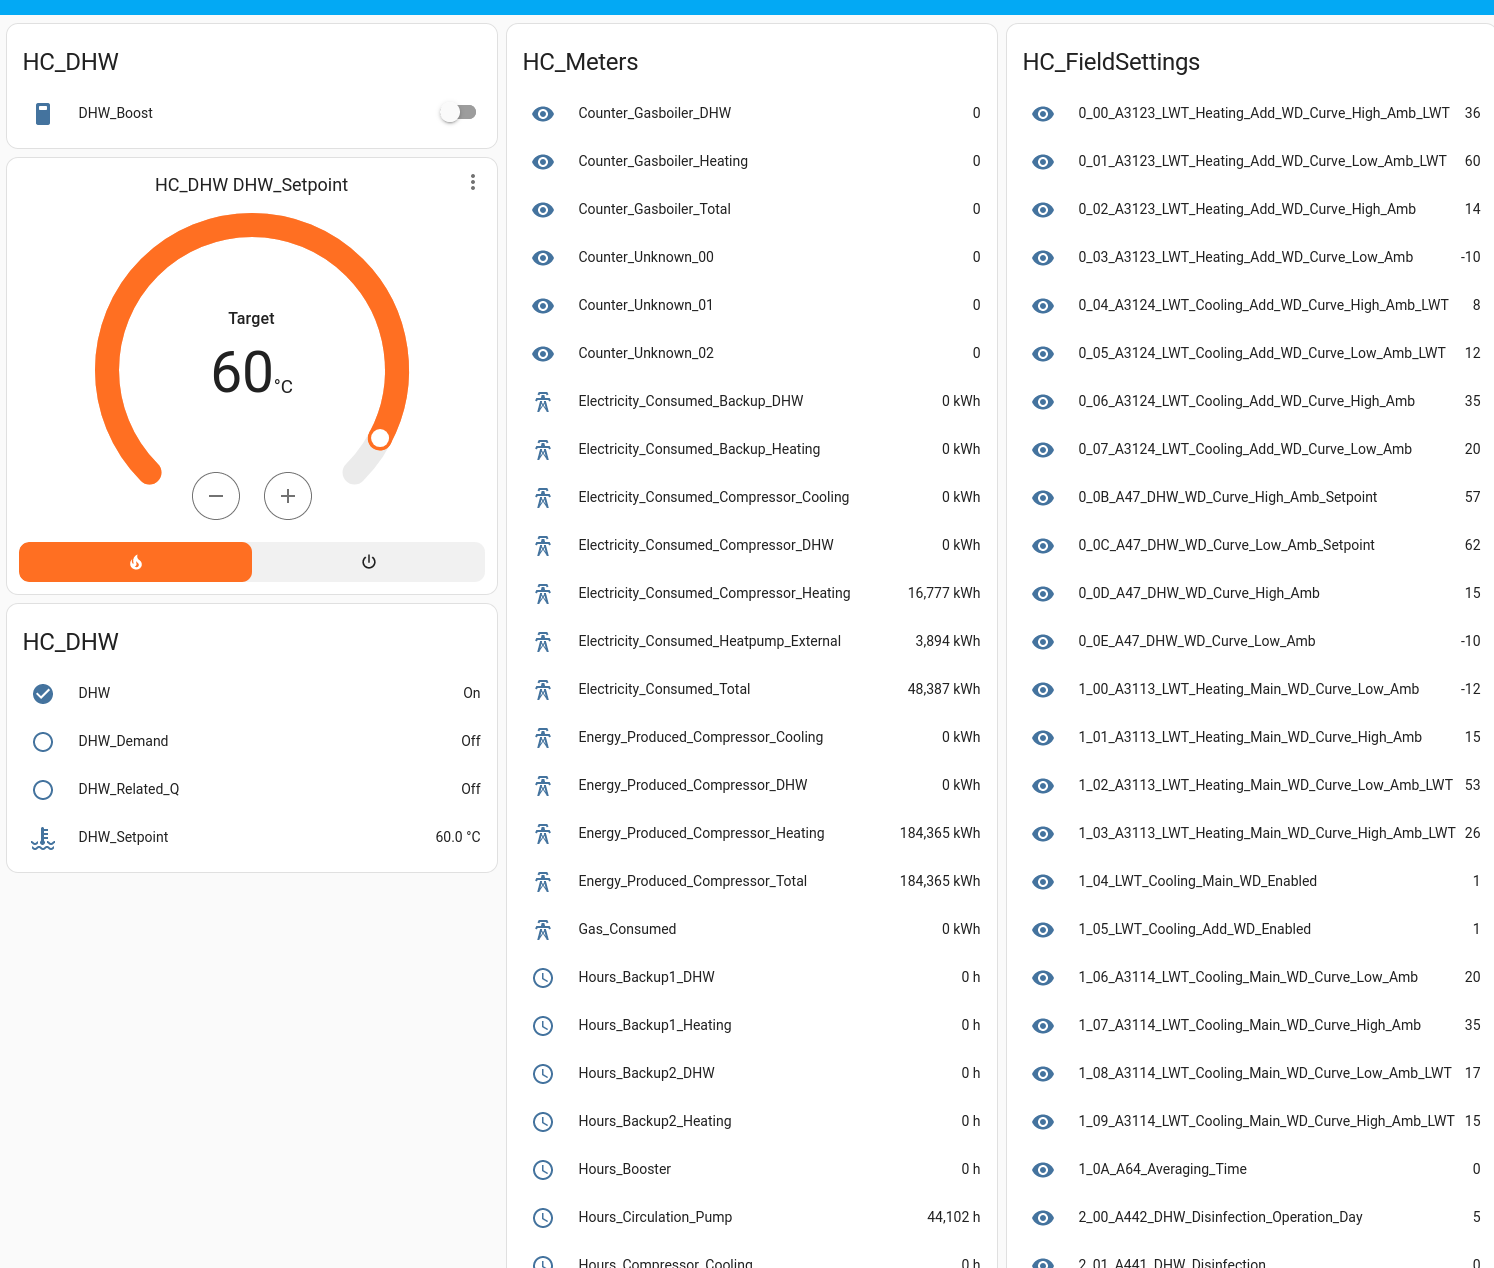 HC_DHW
DHW_Boost
HC_DHW DHW_Setpoint
Target
60 °C
HC_DHW
DHW On
DHW_Demand Off
DHW_Related_Q Off
DHW_Setpoint 60.0 °C
HC_Meters
Counter_Gasboiler_DHW 0
Counter_Gasboiler_Heating 0
Counter_Gasboiler_Total 0
Counter_Unknown_00 0
Counter_Unknown_01 0
Counter_Unknown_02 0
Electricity_Consumed_Backup_DHW 0 kWh
Electricity_Consumed_Backup_Heating 0 kWh
Electricity_Consumed_Compressor_Cooling 0 kWh
Electricity_Consumed_Compressor_DHW 0 kWh
Electricity_Consumed_Compressor_Heating 16,777 kWh
Electricity_Consumed_Heatpump_External 3,894 kWh
Electricity_Consumed_Total 48,387 kWh
Energy_Produced_Compressor_Cooling 0 kWh
Energy_Produced_Compressor_DHW 0 kWh
Energy_Produced_Compressor_Heating 184,365 kWh
Energy_Produced_Compressor_Total 184,365 kWh
Gas_Consumed 0 kWh
Hours_Backup1_DHW 0 h
Hours_Backup1_Heating 0 h
Hours_Backup2_DHW 0 h
Hours_Backup2_Heating 0 h
Hours_Booster 0 h
Hours_Circulation_Pump 44,102 h
Hours_Compressor_Cooling 0 h
HC_FieldSettings
0_00_A3123_LWT_Heating_Add_WD_Curve_High_Amb_LWT 36
0_01_A3123_LWT_Heating_Add_WD_Curve_Low_Amb_LWT 60
0_02_A3123_LWT_Heating_Add_WD_Curve_High_Amb 14
0_03_A3123_LWT_Heating_Add_WD_Curve_Low_Amb -10
0_04_A3124_LWT_Cooling_Add_WD_Curve_High_Amb_LWT 8
0_05_A3124_LWT_Cooling_Add_WD_Curve_Low_Amb_LWT 12
0_06_A3124_LWT_Cooling_Add_WD_Curve_High_Amb 35
0_07_A3124_LWT_Cooling_Add_WD_Curve_Low_Amb 20
0_0B_A47_DHW_WD_Curve_High_Amb_Setpoint 57
0_0C_A47_DHW_WD_Curve_Low_Amb_Setpoint 62
0_0D_A47_DHW_WD_Curve_High_Amb 15
0_0E_A47_DHW_WD_Curve_Low_Amb -10
1_00_A3113_LWT_Heating_Main_WD_Curve_Low_Amb -12
1_01_A3113_LWT_Heating_Main_WD_Curve_High_Amb 15
1_02_A3113_LWT_Heating_Main_WD_Curve_Low_Amb_LWT 53
1_03_A3113_LWT_Heating_Main_WD_Curve_High_Amb_LWT 26
1_04_LWT_Cooling_Main_WD_Enabled 1
1_05_LWT_Cooling_Add_WD_Enabled 1
1_06_A3114_LWT_Cooling_Main_WD_Curve_Low_Amb 20
1_07_A3114_LWT_Cooling_Main_WD_Curve_High_Amb 35
1_08_A3114_LWT_Cooling_Main_WD_Curve_Low_Amb_LWT 17
1_09_A3114_LWT_Cooling_Main_WD_Curve_High_Amb_LWT 15
1_0A_A64_Averaging_Time 0
2_00_A442_DHW_Disinfection_Operation_Day 5
2_01_A441_DHW_Disinfection 0